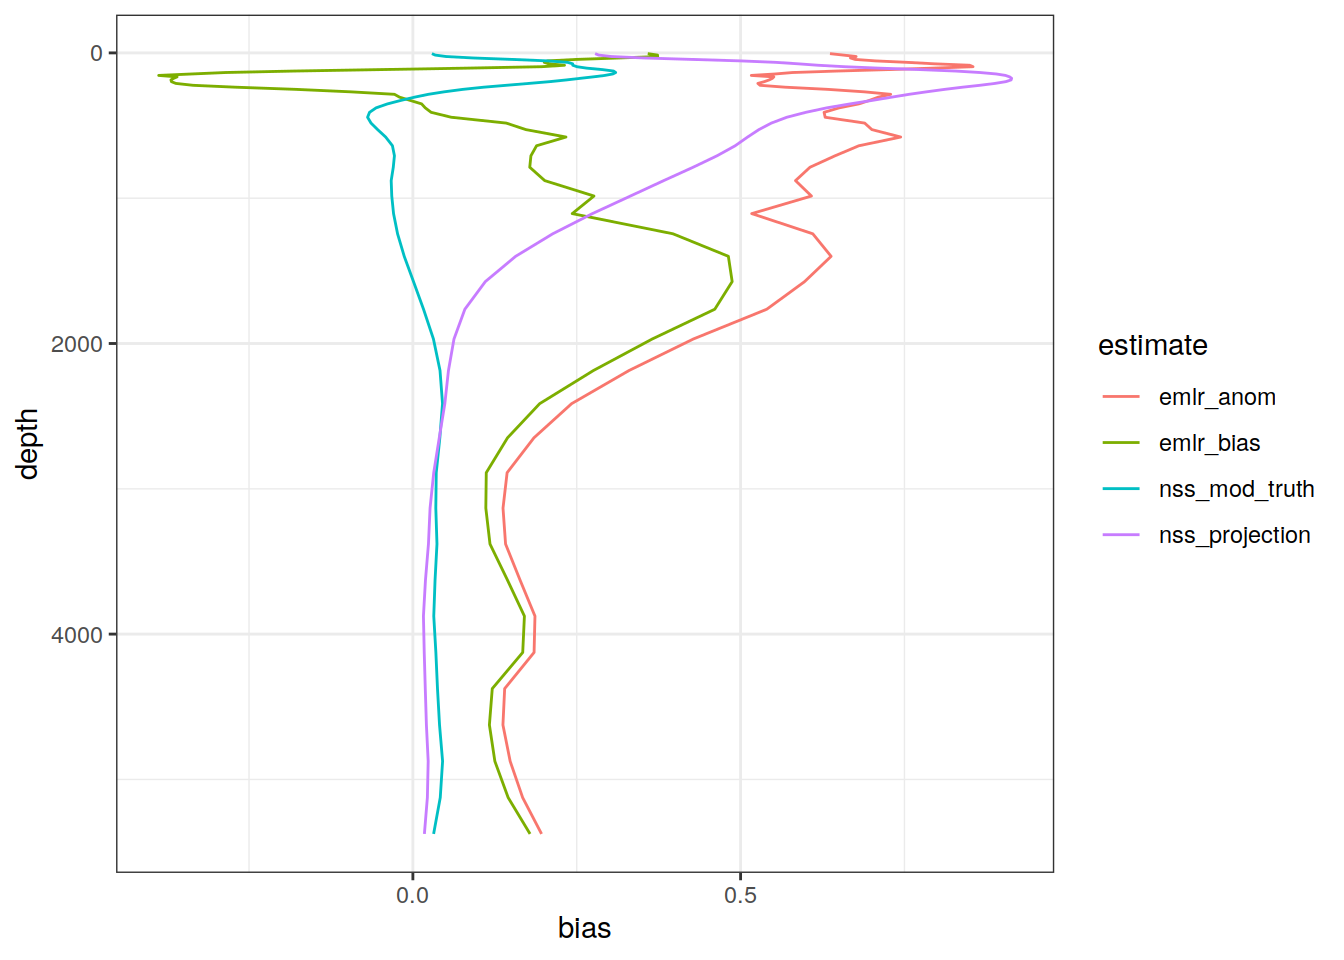 0
2000
4000
depth
0.0
0.5
bias
estimate
emlr_anom
emlr_bias
nss_mod_truth
nss_projection